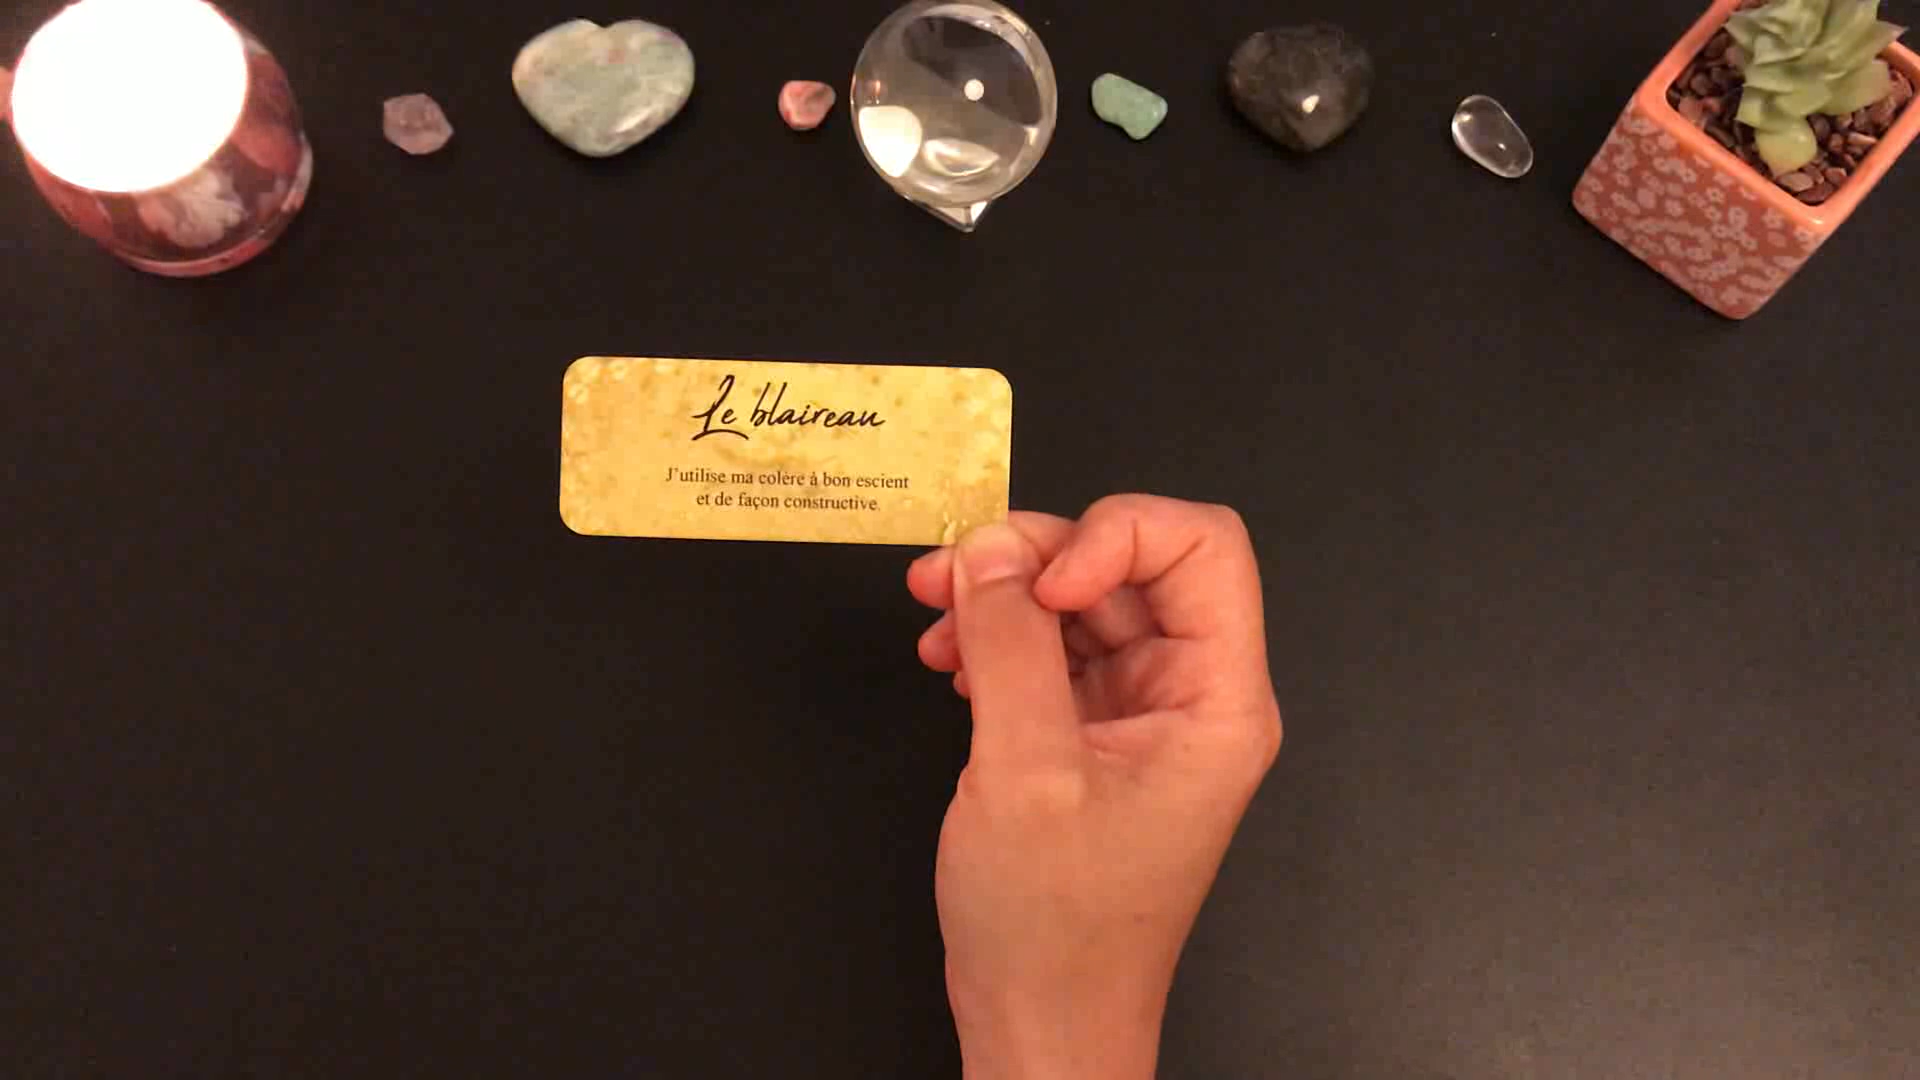 Le blaireau
J'utilise ma colère à bon escient
et de façon constructive.